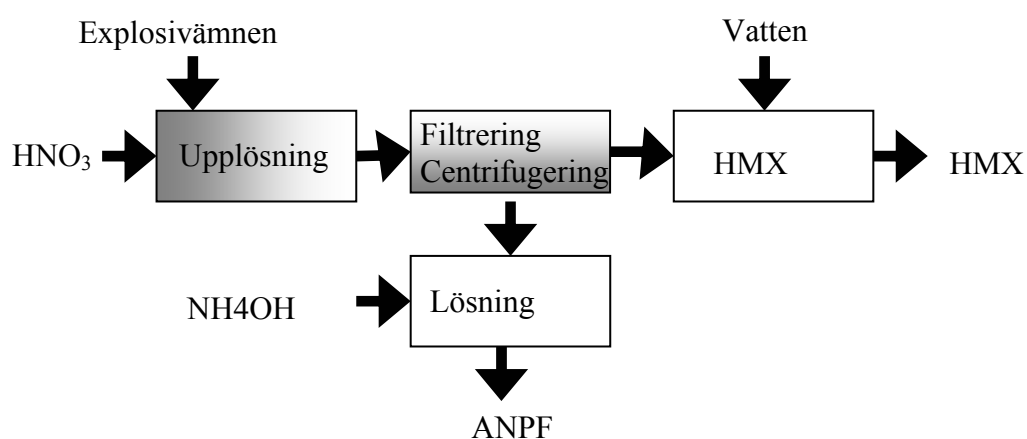 Explosivämnen
Vatten
HNO₃
Upplösning
Filtrering
Centrifugering
HMX
HMX
NH4OH
Lösning
ANPF